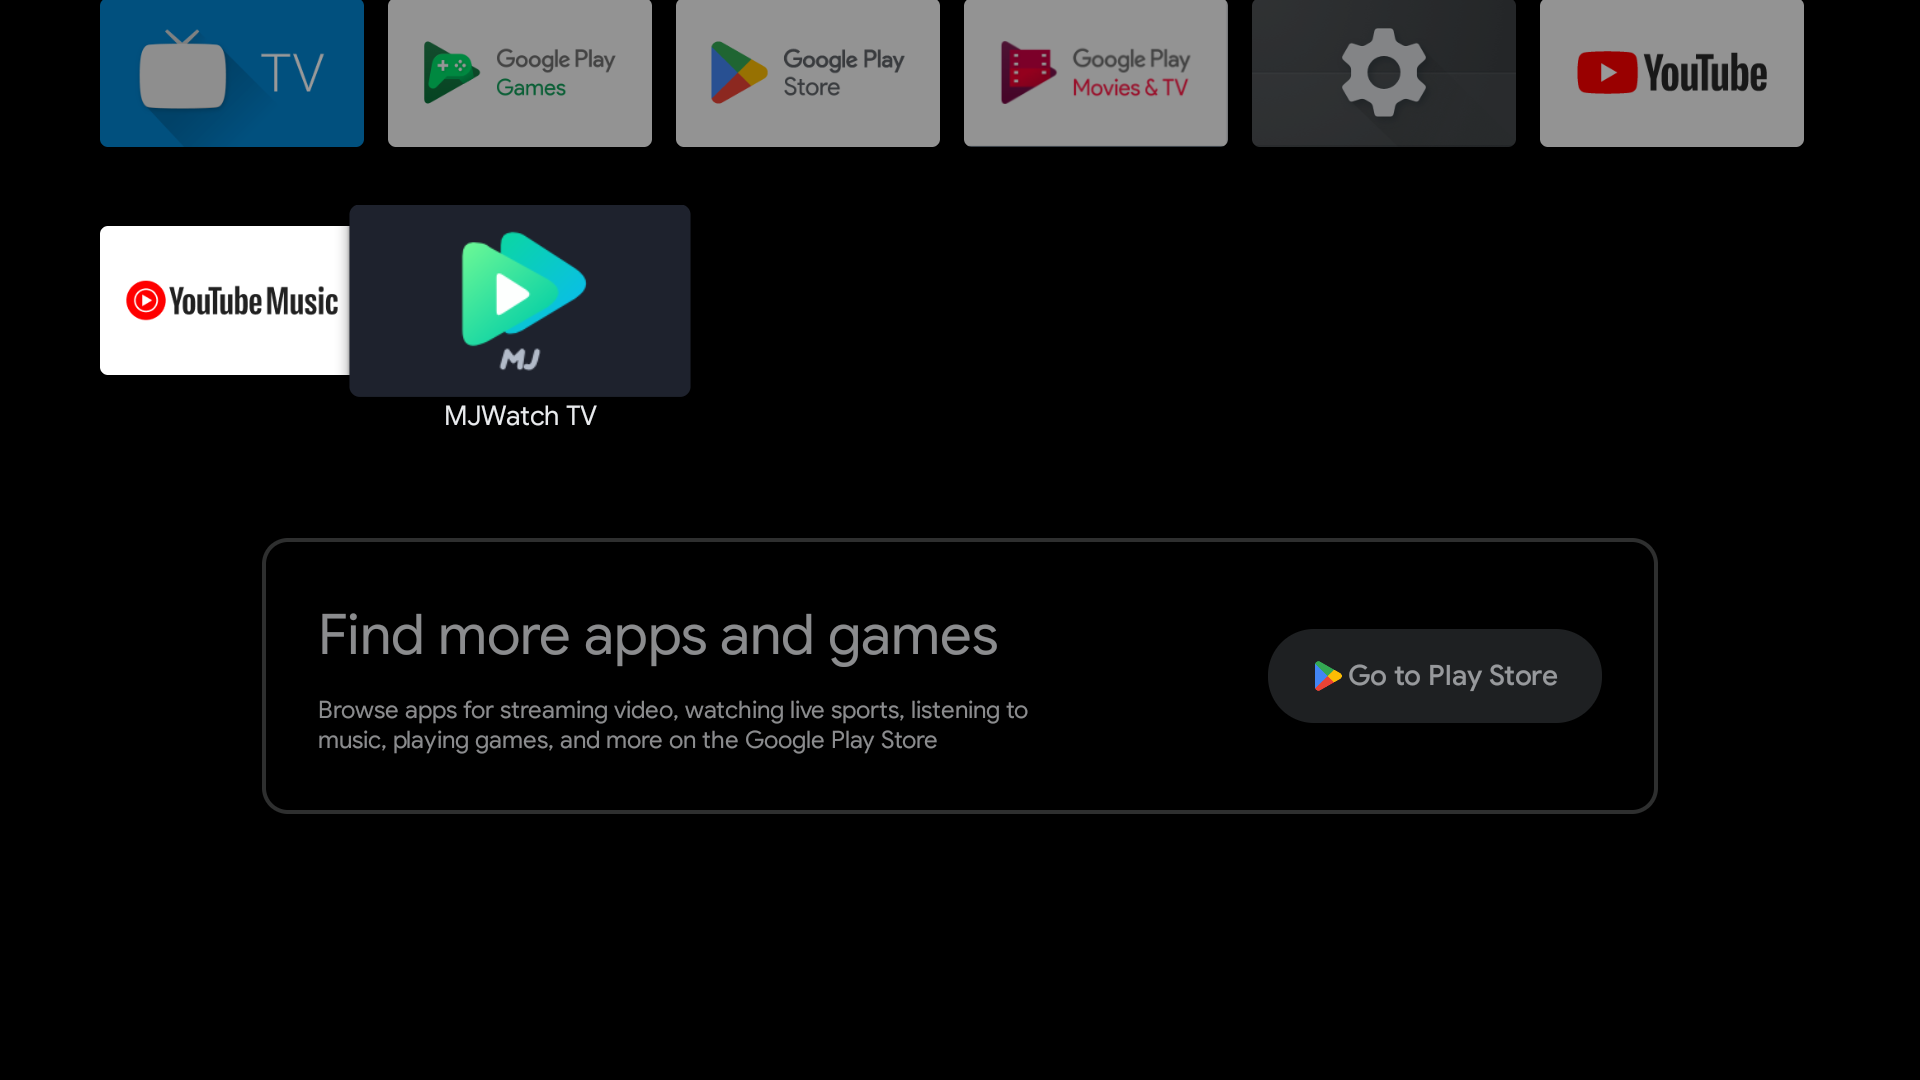 TV
Google Play
Games
Google Play
Store
Google Play
Movies & TV
YouTube
YouTube Music
MJ
MJWatch TV
Find more apps and games
Browse apps for streaming video, watching live sports, listening to
music, playing games, and more on the Google Play Store
Go to Play Store